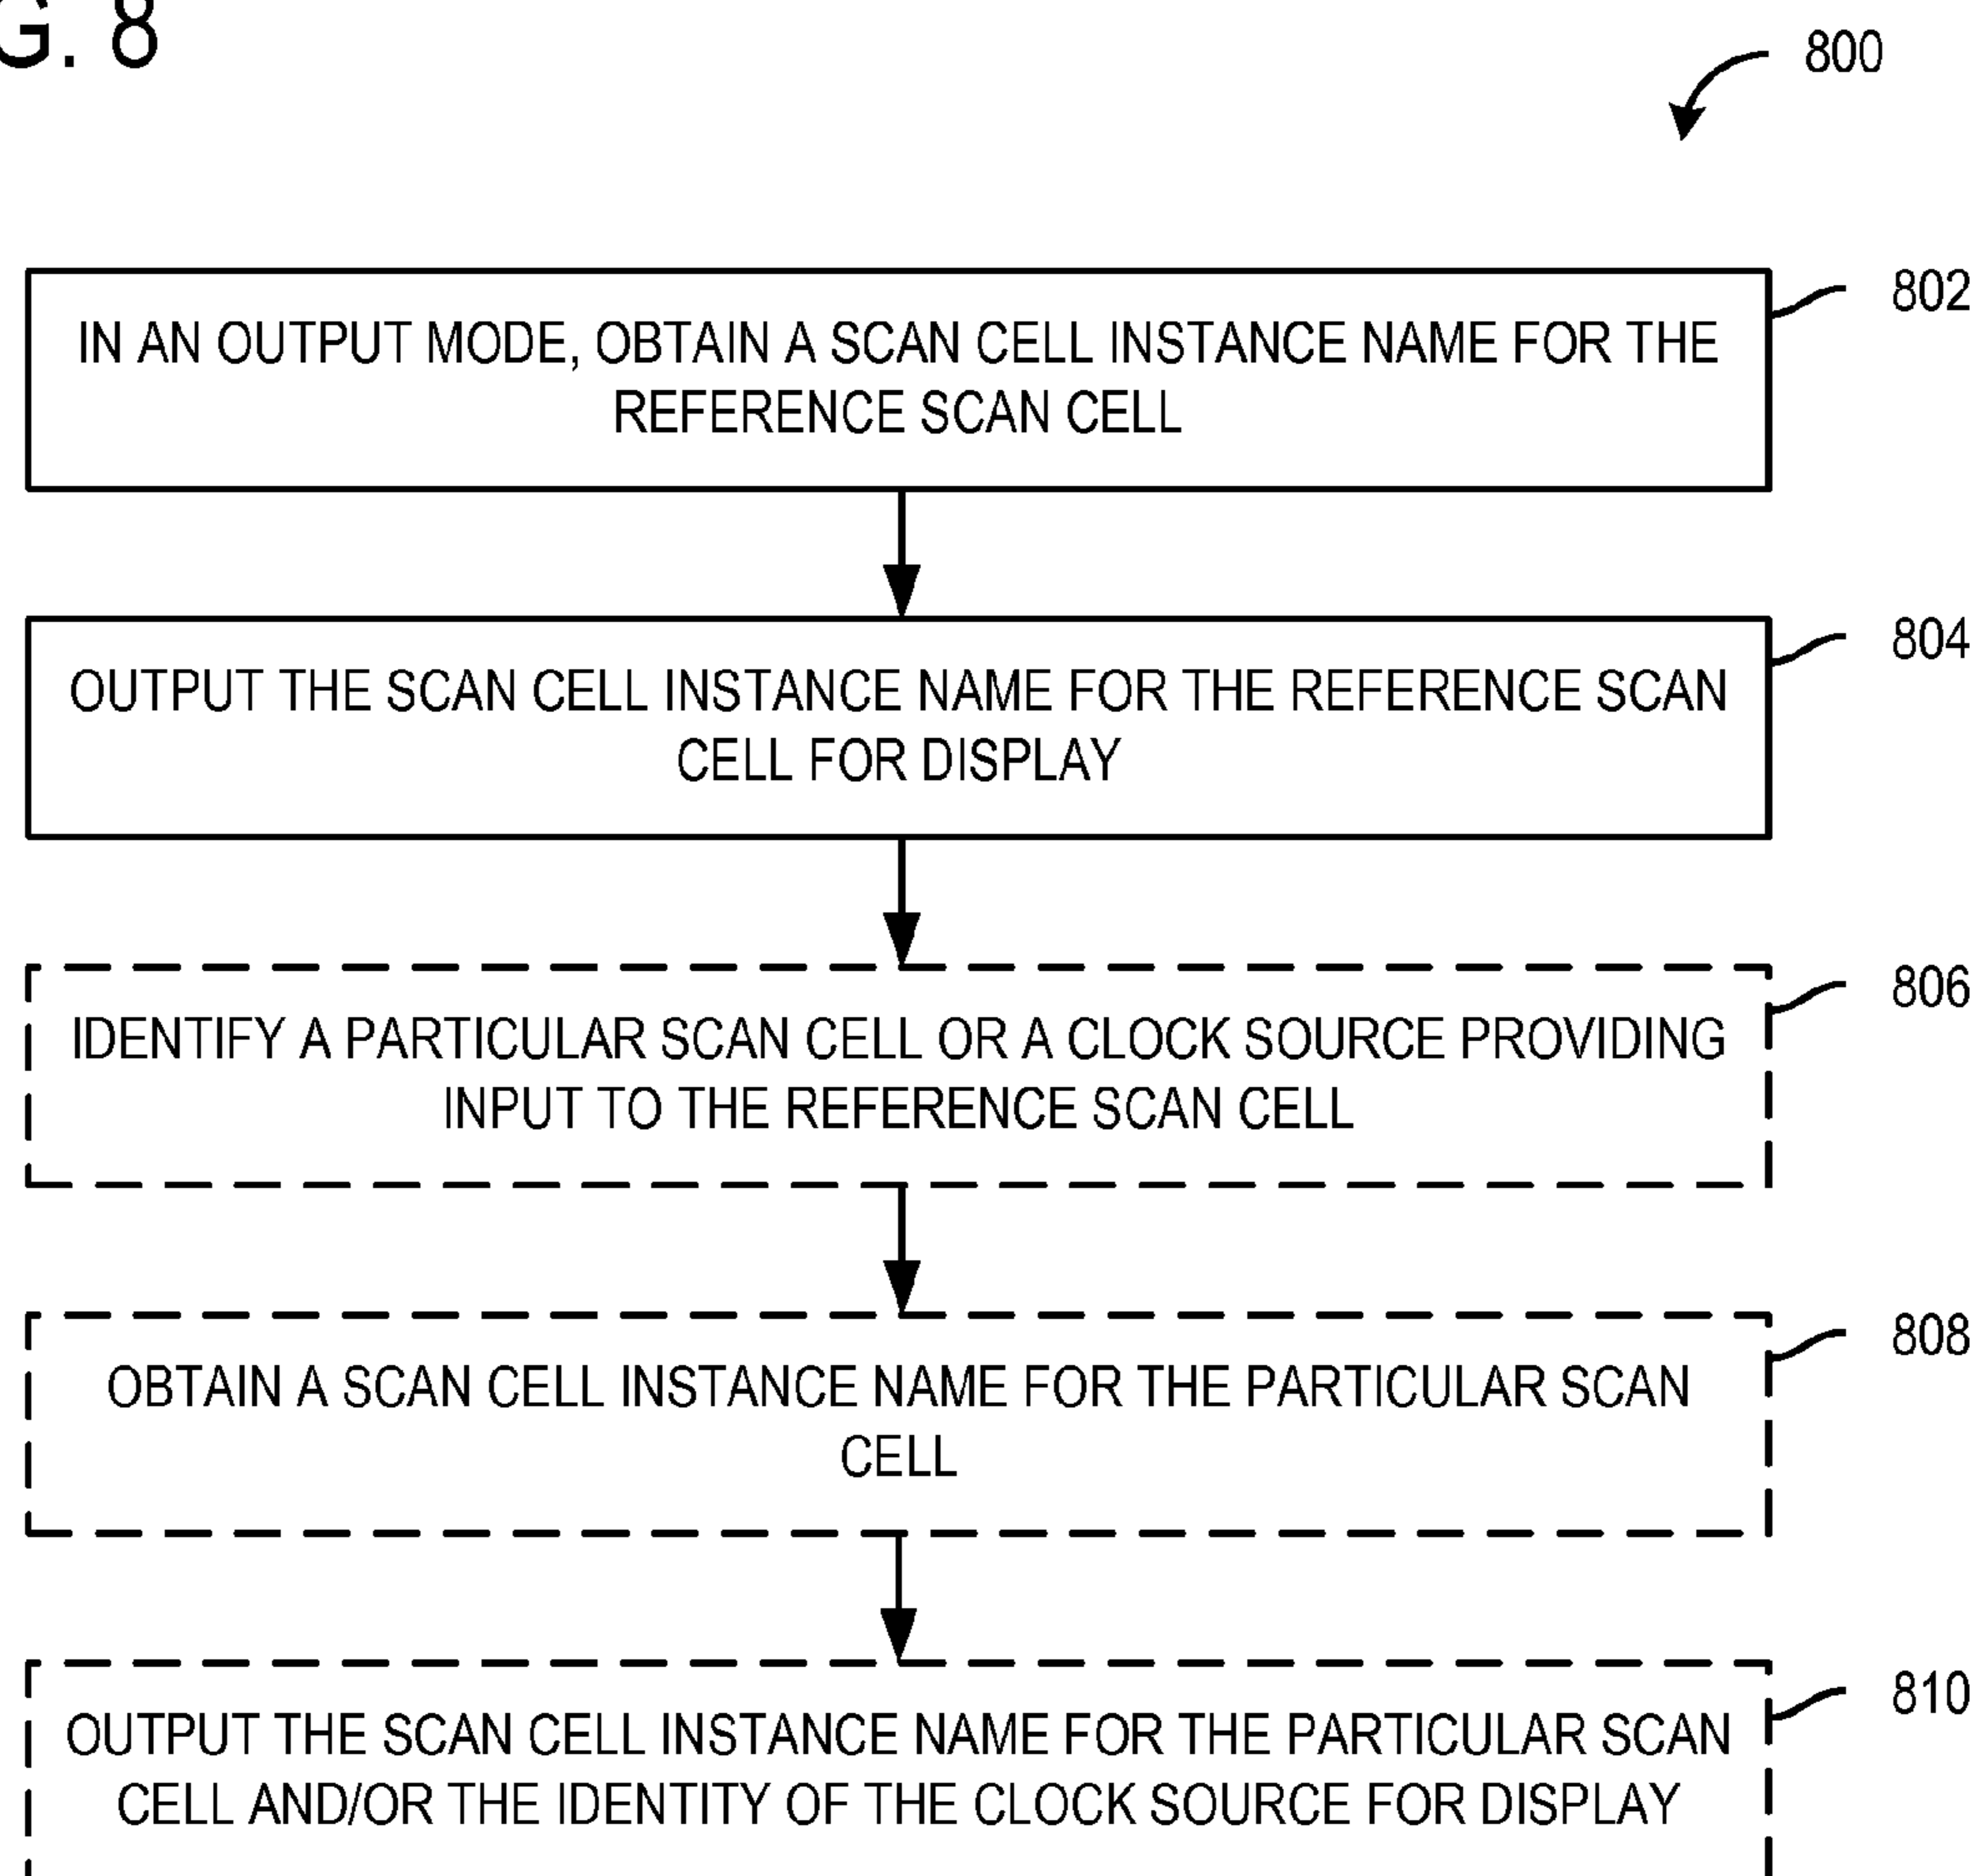 G. 8
800
802
IN AN OUTPUT MODE, OBTAIN A SCAN CELL INSTANCE NAME FOR THE
REFERENCE SCAN CELL
804
OUTPUT THE SCAN CELL INSTANCE NAME FOR THE REFERENCE SCAN
CELL FOR DISPLAY
806
IDENTIFY A PARTICULAR SCAN CELL OR A CLOCK SOURCE PROVIDING
INPUT TO THE REFERENCE SCAN CELL
808
OBTAIN A SCAN CELL INSTANCE NAME FOR THE PARTICULAR SCAN
CELL
810
OUTPUT THE SCAN CELL INSTANCE NAME FOR THE PARTICULAR SCAN
CELL AND/OR THE IDENTITY OF THE CLOCK SOURCE FOR DISPLAY